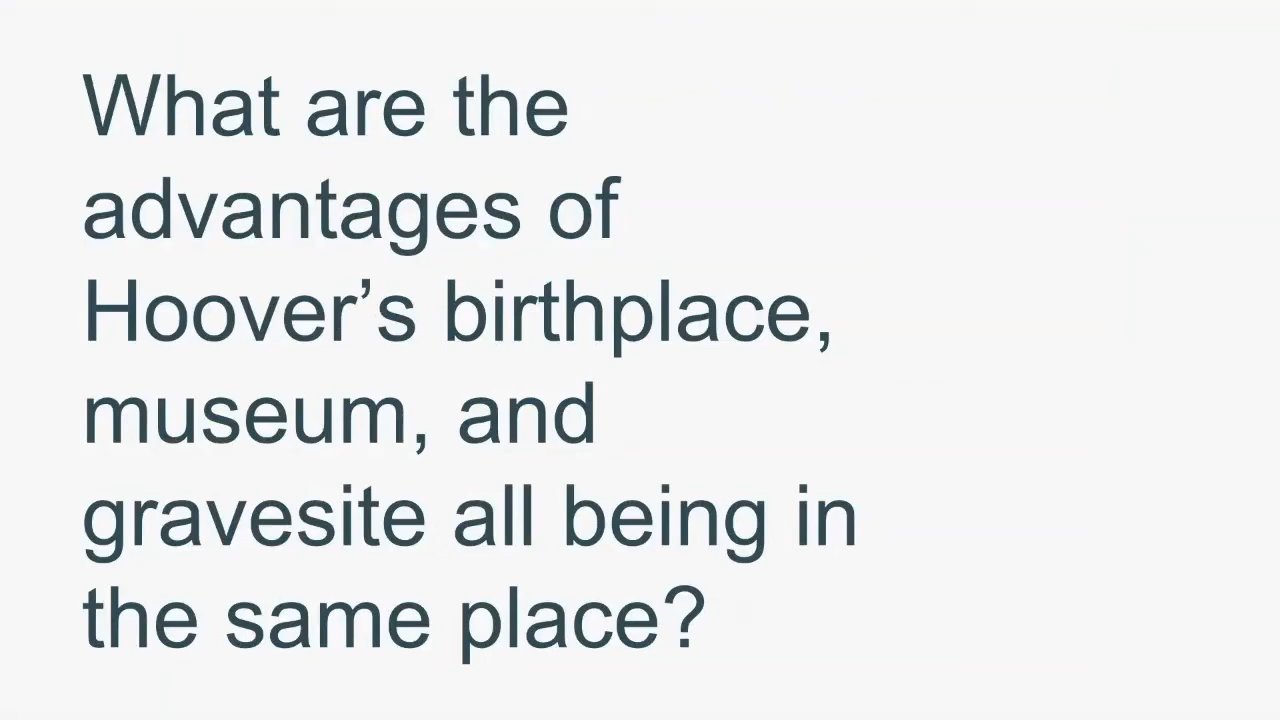 What are the
advantages of
Hoover’s birthplace,
museum, and
gravesite all being in
the same place?